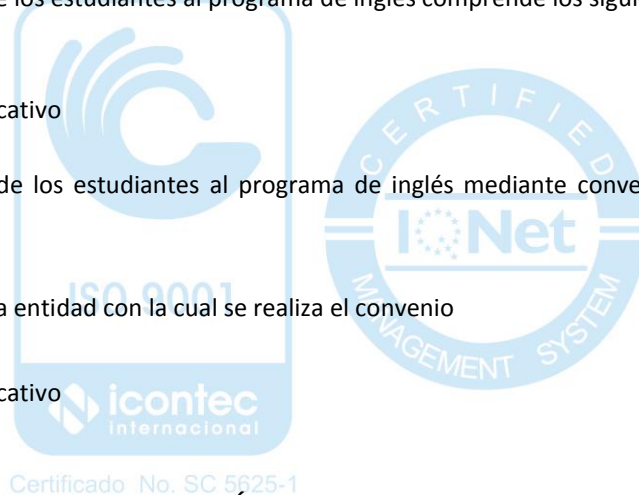 e los estudiantes al programa de inglés comprende los sigui
cativo
CERTIFIED
de los estudiantes al programa de inglés mediante conve
IQNet
ISO 9001
a entidad con la cual se realiza el convenio
MANAGEMENT SYSTEM
cativo
icontec
internacional
Certificado No. SC 5625-1